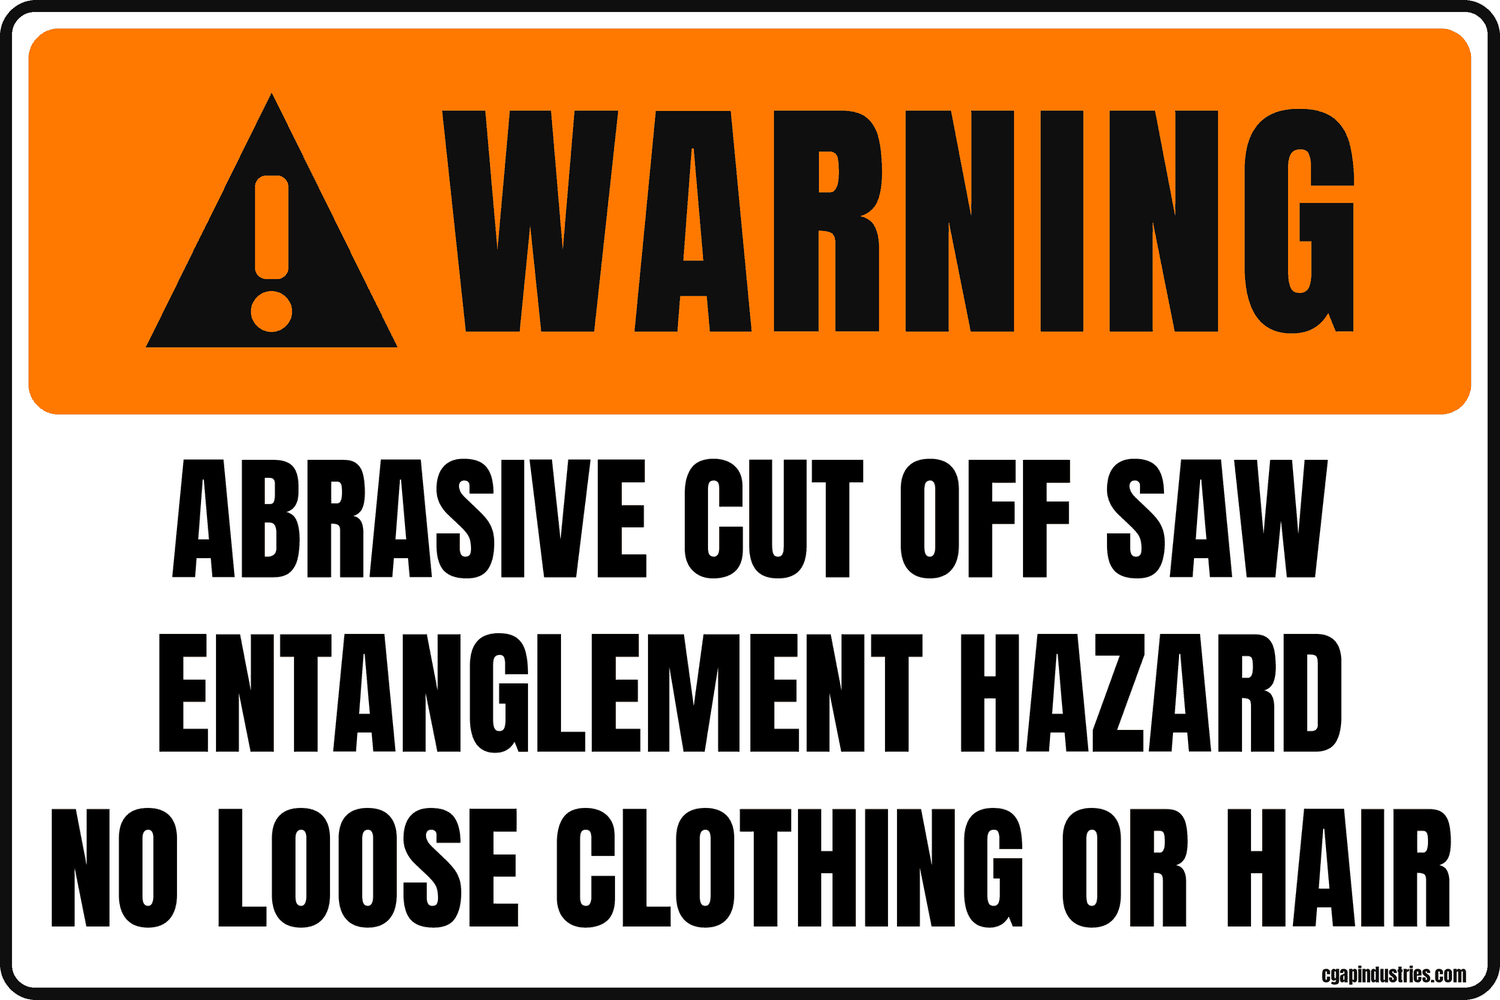 WARNING
ABRASIVE CUT OFF SAW
ENTANGLEMENT HAZARD
NO LOOSE CLOTHING OR HAIR
cgapindustries.com